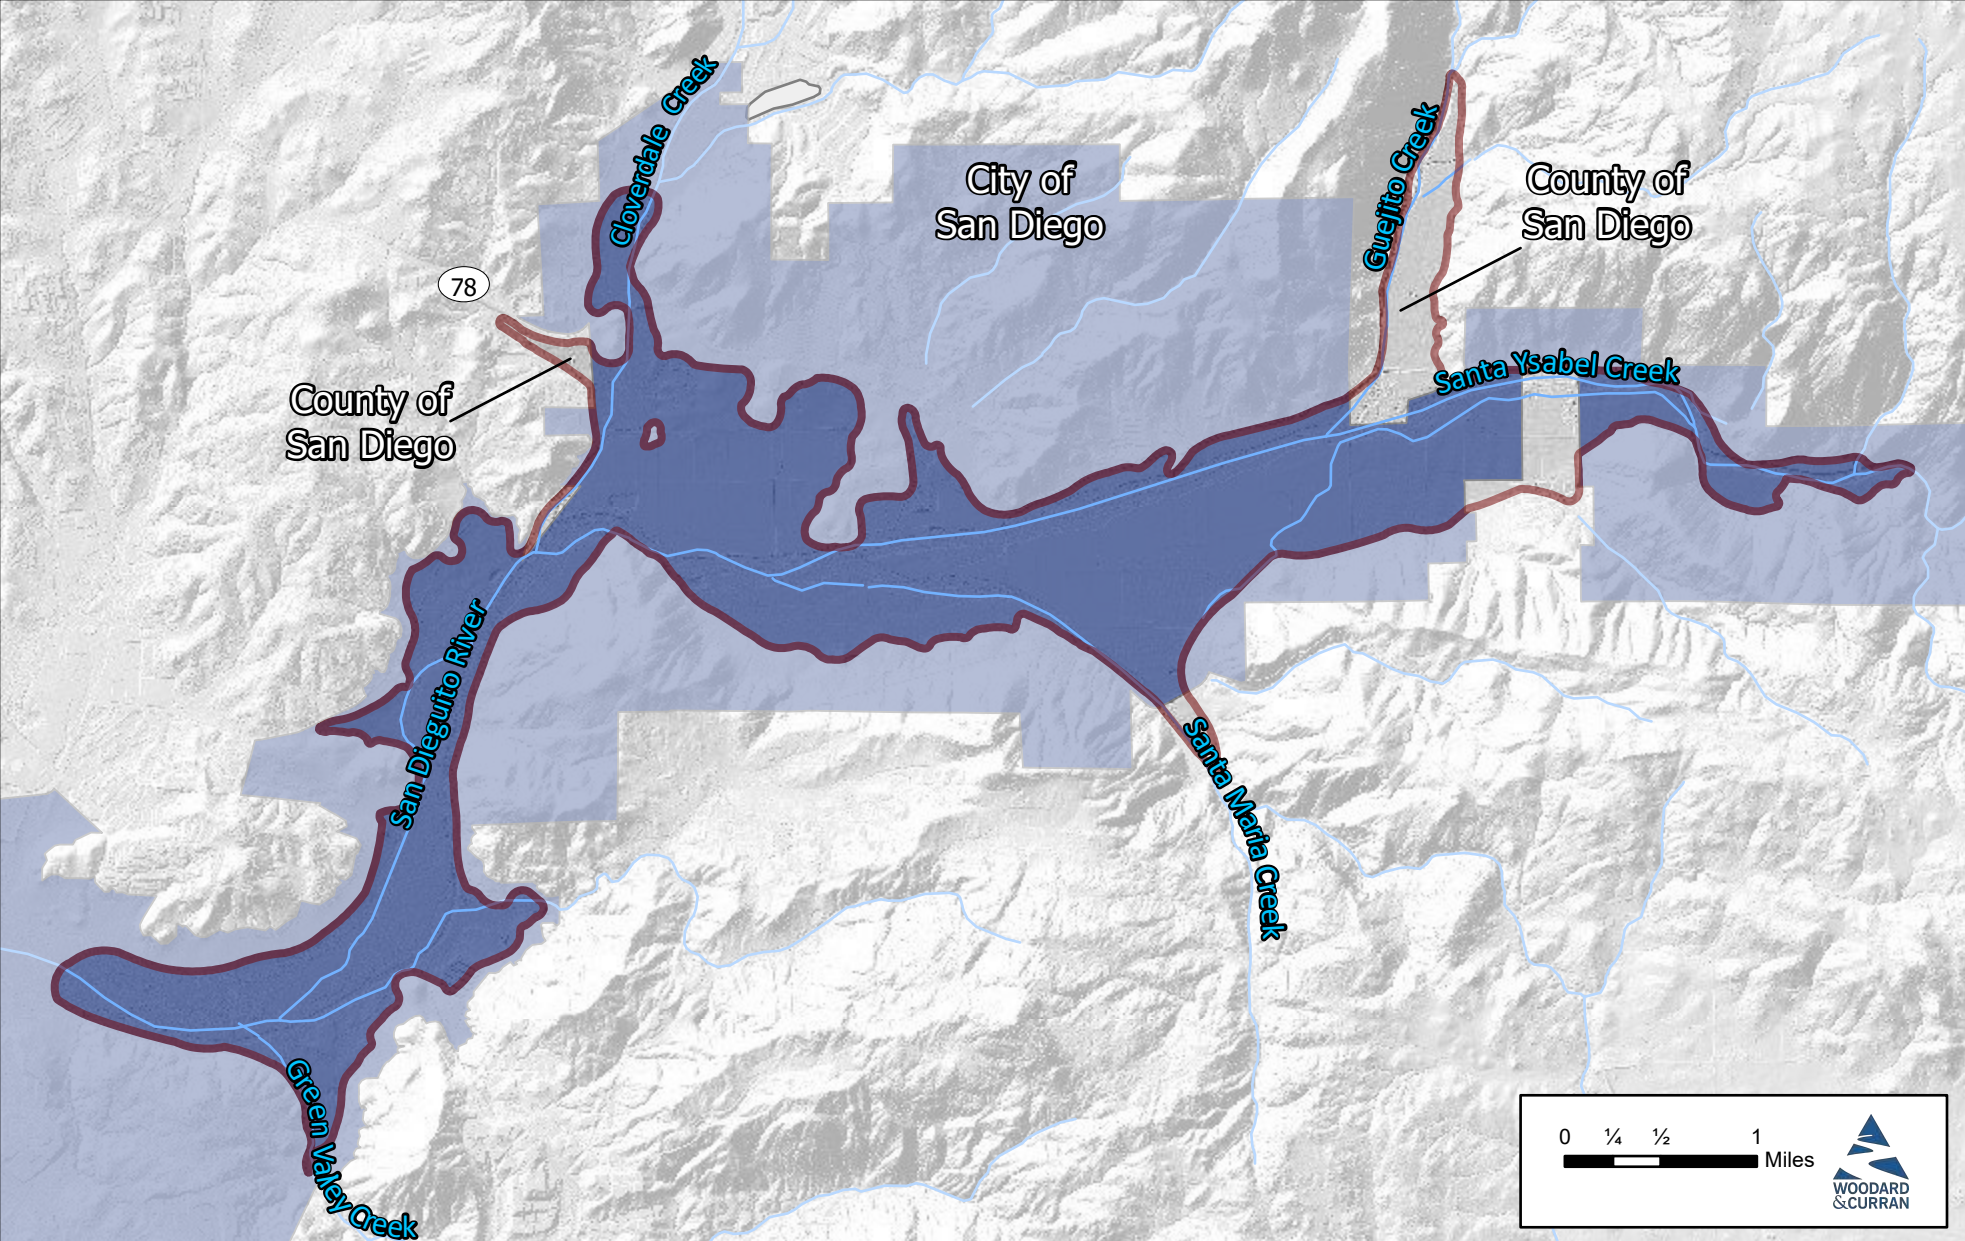 Cloverdale Creek
City of
San Diego
Guejito Creek
County of
San Diego
78
Santa Ysabel Creek
County of
San Diego
San Dieguito River
Santa Maria Creek
Green Valley Creek
0 ¼ ½ 1
Miles
WOODARD
&CURRAN